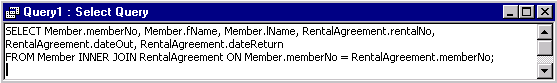 Query1 : Select Query
SELECT Member.memberNo, Member.fName, Member.lName, RentalAgreement.rentalNo,
RentalAgreement.dateOut, RentalAgreement.dateReturn
FROM Member INNER JOIN RentalAgreement ON Member.memberNo = RentalAgreement.memberNo;